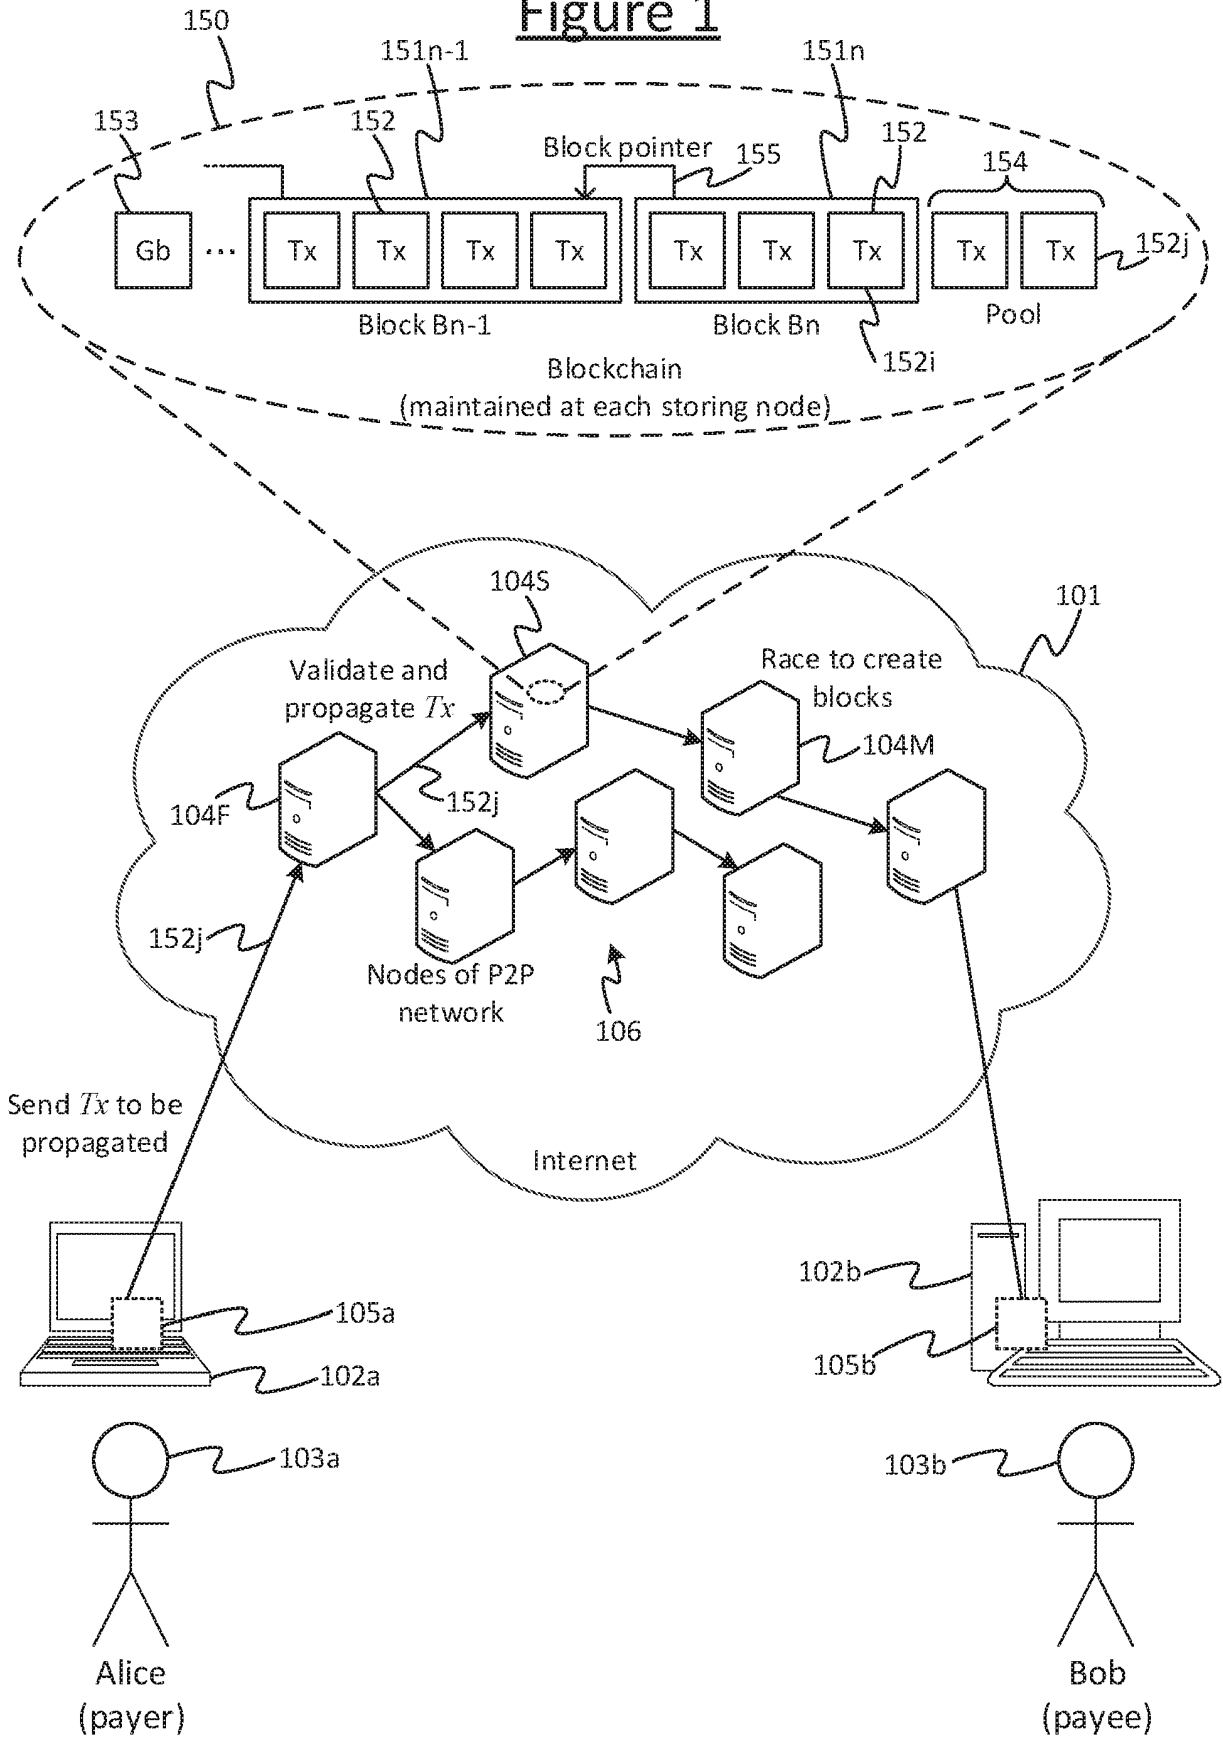 Figure 1
150
151n-1
151n
153
152
Block pointer
155
152
154
Gb
...
Tx
Tx
Tx
Tx
Tx
Tx
Tx
Tx
Tx
152j
Block Bn-1
Block Bn
Pool
152i
Blockchain
(maintained at each storing node)
104S
101
Validate and
propagate Tx
Race to create
blocks
104M
104F
152j
152j
Nodes of P2P
network
106
Send Tx to be
propagated
Internet
102b
105a
105b
102a
103a
103b
Alice
(payer)
Bob
(payee)